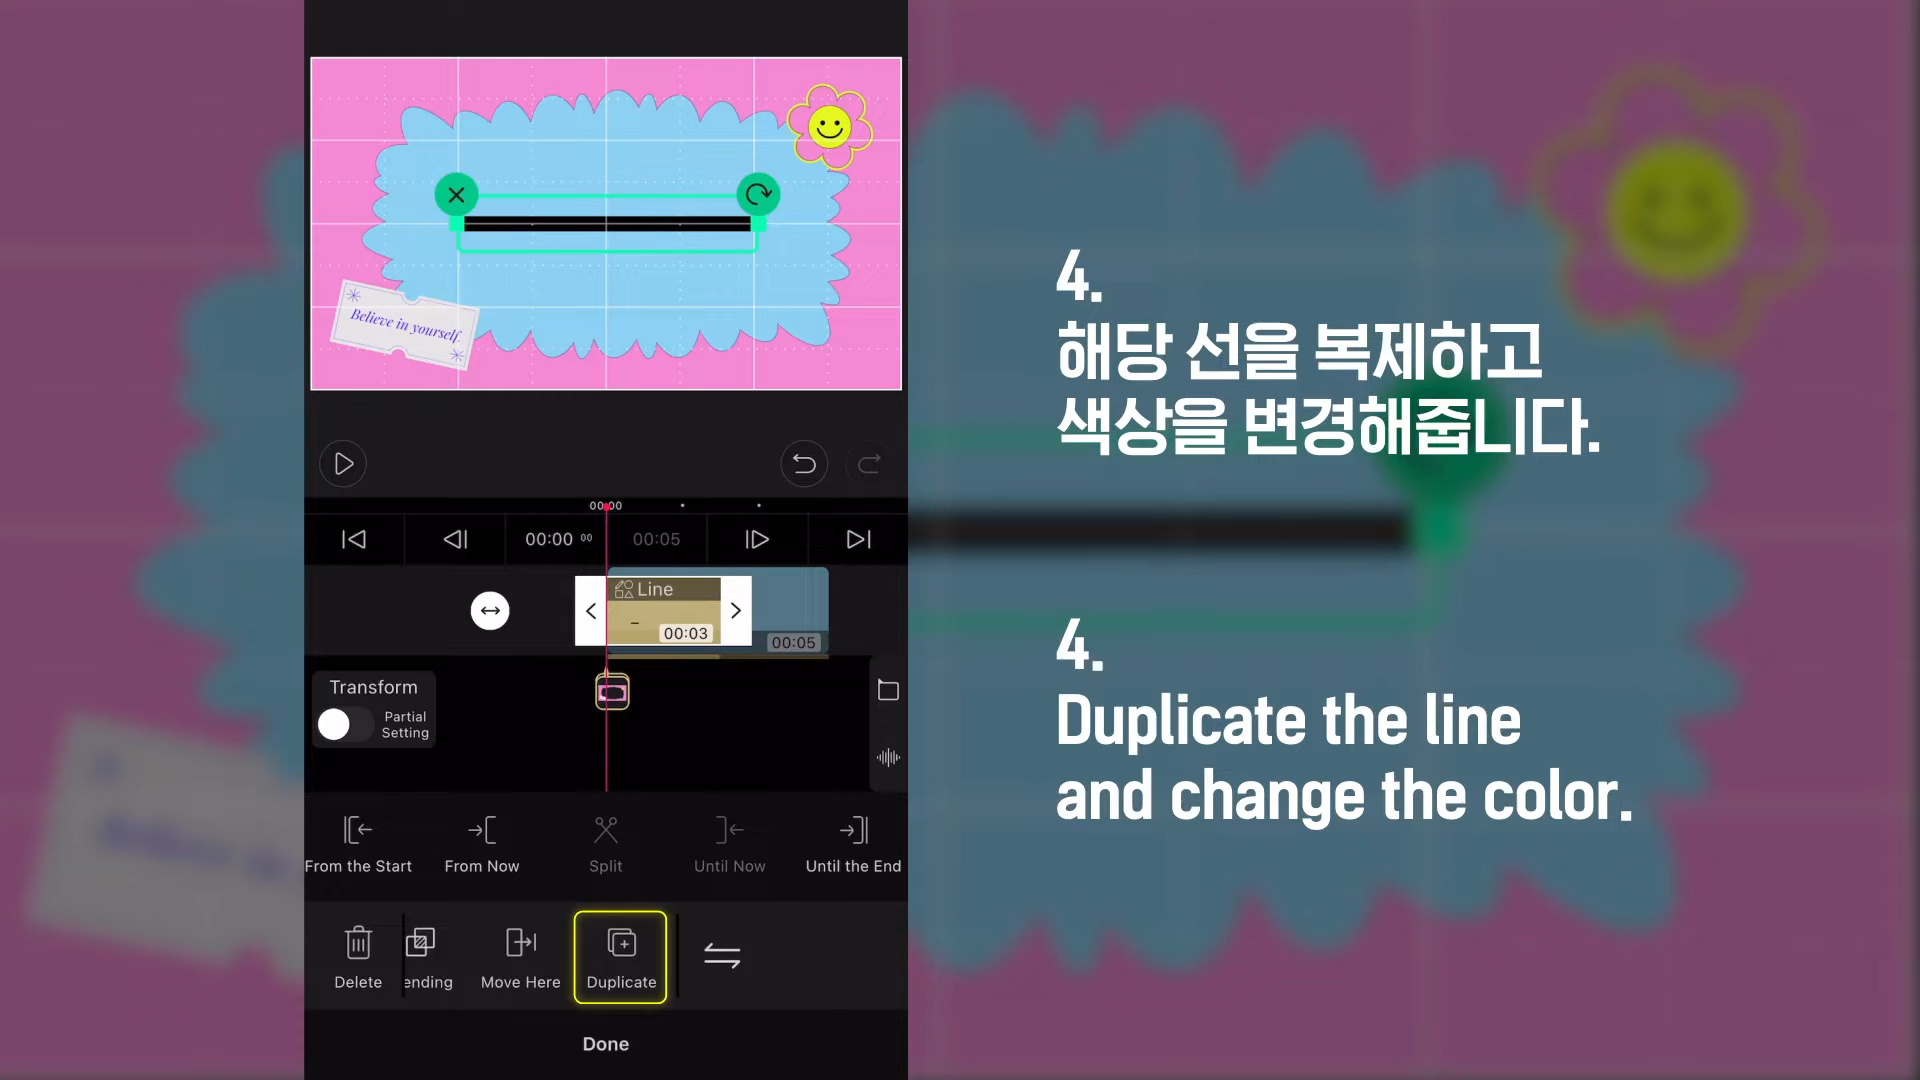 Believe in yourself.
00:00
00:00 00
00:05
Line
00:03
00:05
Transform
Partial
Setting
From the Start
From Now
Split
Until Now
Until the End
Delete
ending
Move Here
Duplicate
Done
4.
해당 선을 복제하고
색상을 변경해줍니다.
4.
Duplicate the line
and change the color.